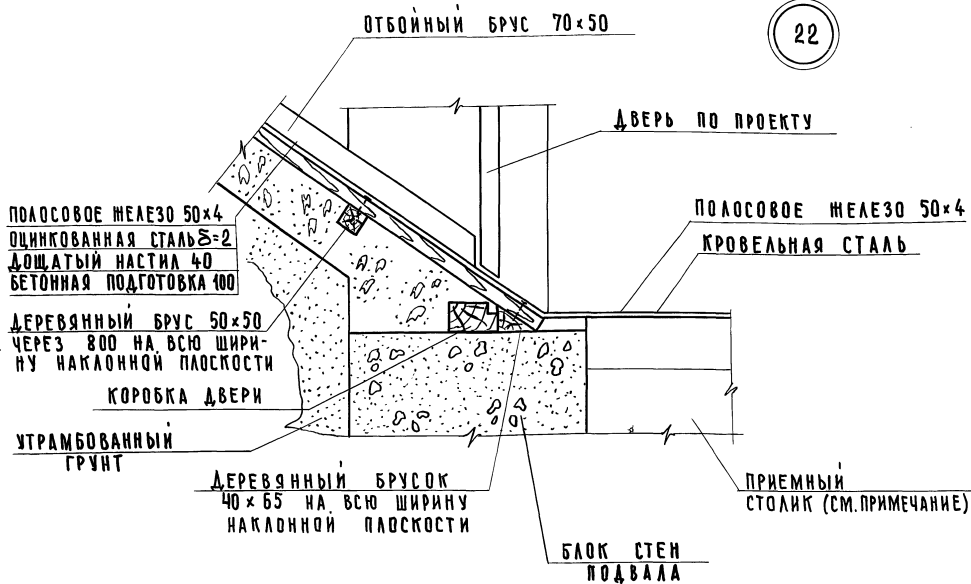 ОТБОЙНЫЙ БРУС 70×50
22
ДВЕРЬ ПО ПРОЕКТУ
ПОЛОСОВОЕ ЖЕЛЕЗО 50×4
ОЦИНКОВАННАЯ СТАЛЬ δ=2
ДОЩАТЫЙ НАСТИЛ 40
БЕТОННАЯ ПОДГОТОВКА 100
ПОЛОСОВОЕ ЖЕЛЕЗО 50×4
КРОВЕЛЬНАЯ СТАЛЬ
ДЕРЕВЯННЫЙ БРУС 50×50
ЧЕРЕЗ 800 НА ВСЮ ШИРИ-
НУ НАКЛОННОЙ ПЛОСКОСТИ
КОРОБКА ДВЕРИ
УТРАМБОВАННЫЙ
ГРУНТ
ДЕРЕВЯННЫЙ БРУСОК
40×65 НА ВСЮ ШИРИНУ
НАКЛОННОЙ ПЛОСКОСТИ
ПРИЕМНЫЙ
СТОЛИК (СМ. ПРИМЕЧАНИЕ)
БЛОК СТЕН
ПОДВАЛА